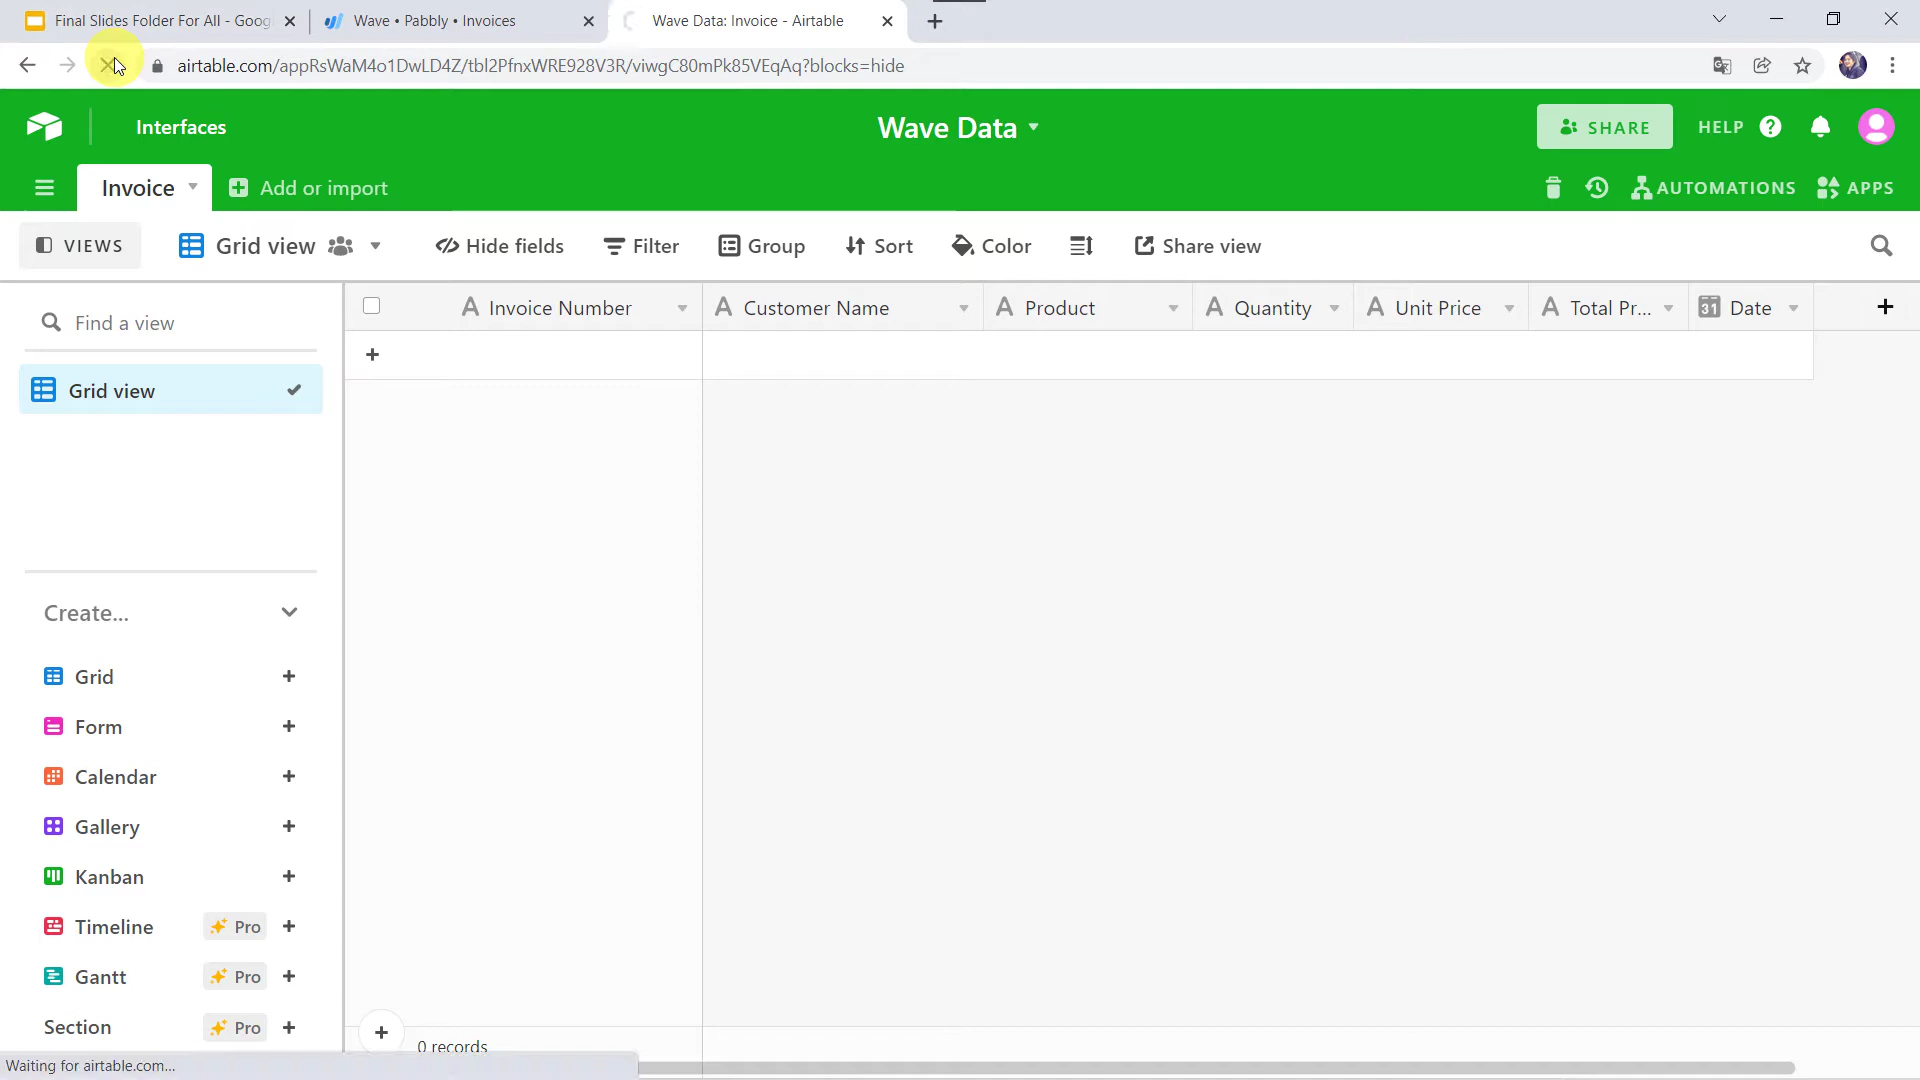 Final Slides Folder For All - Goog
Wave • Pabbly • Invoices
Wave Data: Invoice - Airtable
airtable.com/appRsWaM4o1DwLD4Z/tbl2PfnxWRE928V3R/viwgC80mPk85VEqAq?blocks=hide
Interfaces
Wave Data
SHARE
HELP
Invoice
Add or import
AUTOMATIONS
APPS
VIEWS
Grid view
Hide fields
Filter
Group
Sort
Color
Share view
Find a view
Invoice Number
Customer Name
Product
Quantity
Unit Price
Total Pr...
31 Date
Grid view
Create...
Grid
Form
Calendar
Gallery
Kanban
Timeline Pro
Gantt Pro
Section Pro
0 records
Waiting for airtable.com...